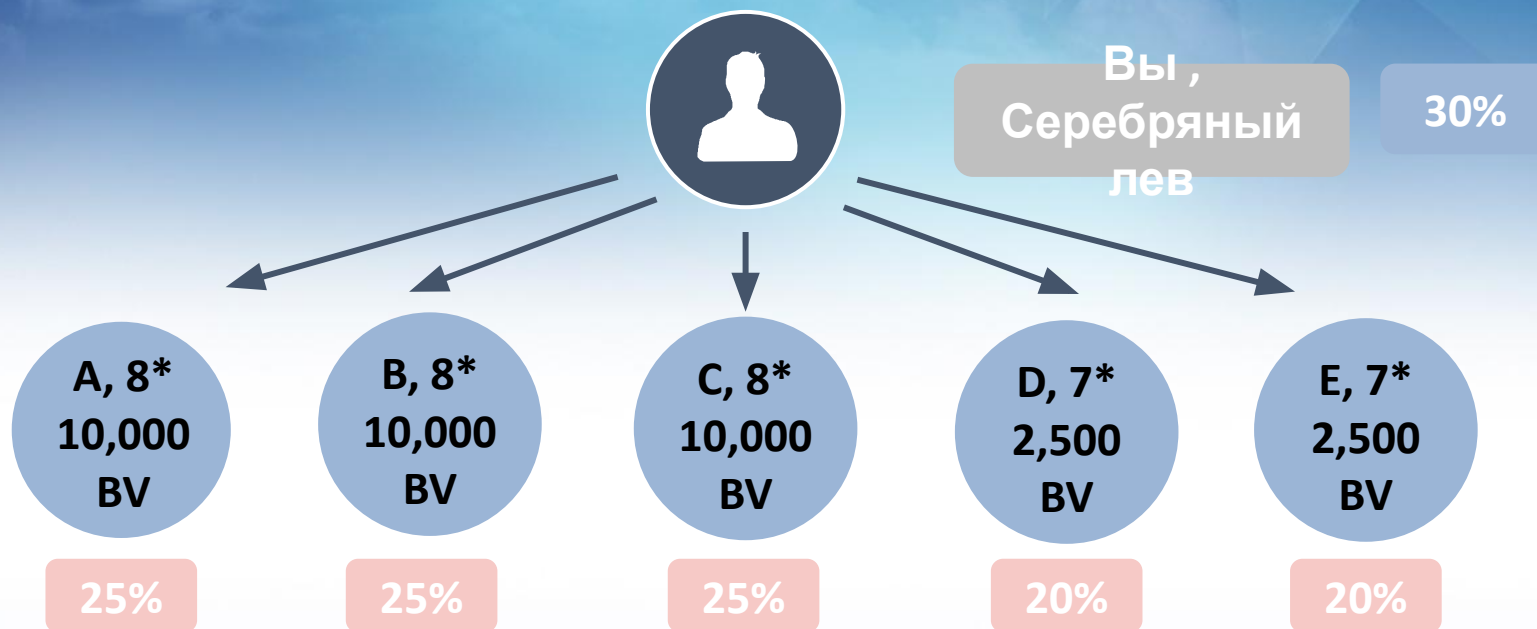 Вы ,
Серебряный
лев
30%
A, 8*
10,000
BV
B, 8*
10,000
BV
C, 8*
10,000
BV
D, 7*
2,500
BV
E, 7*
2,500
BV
25%
25%
25%
20%
20%